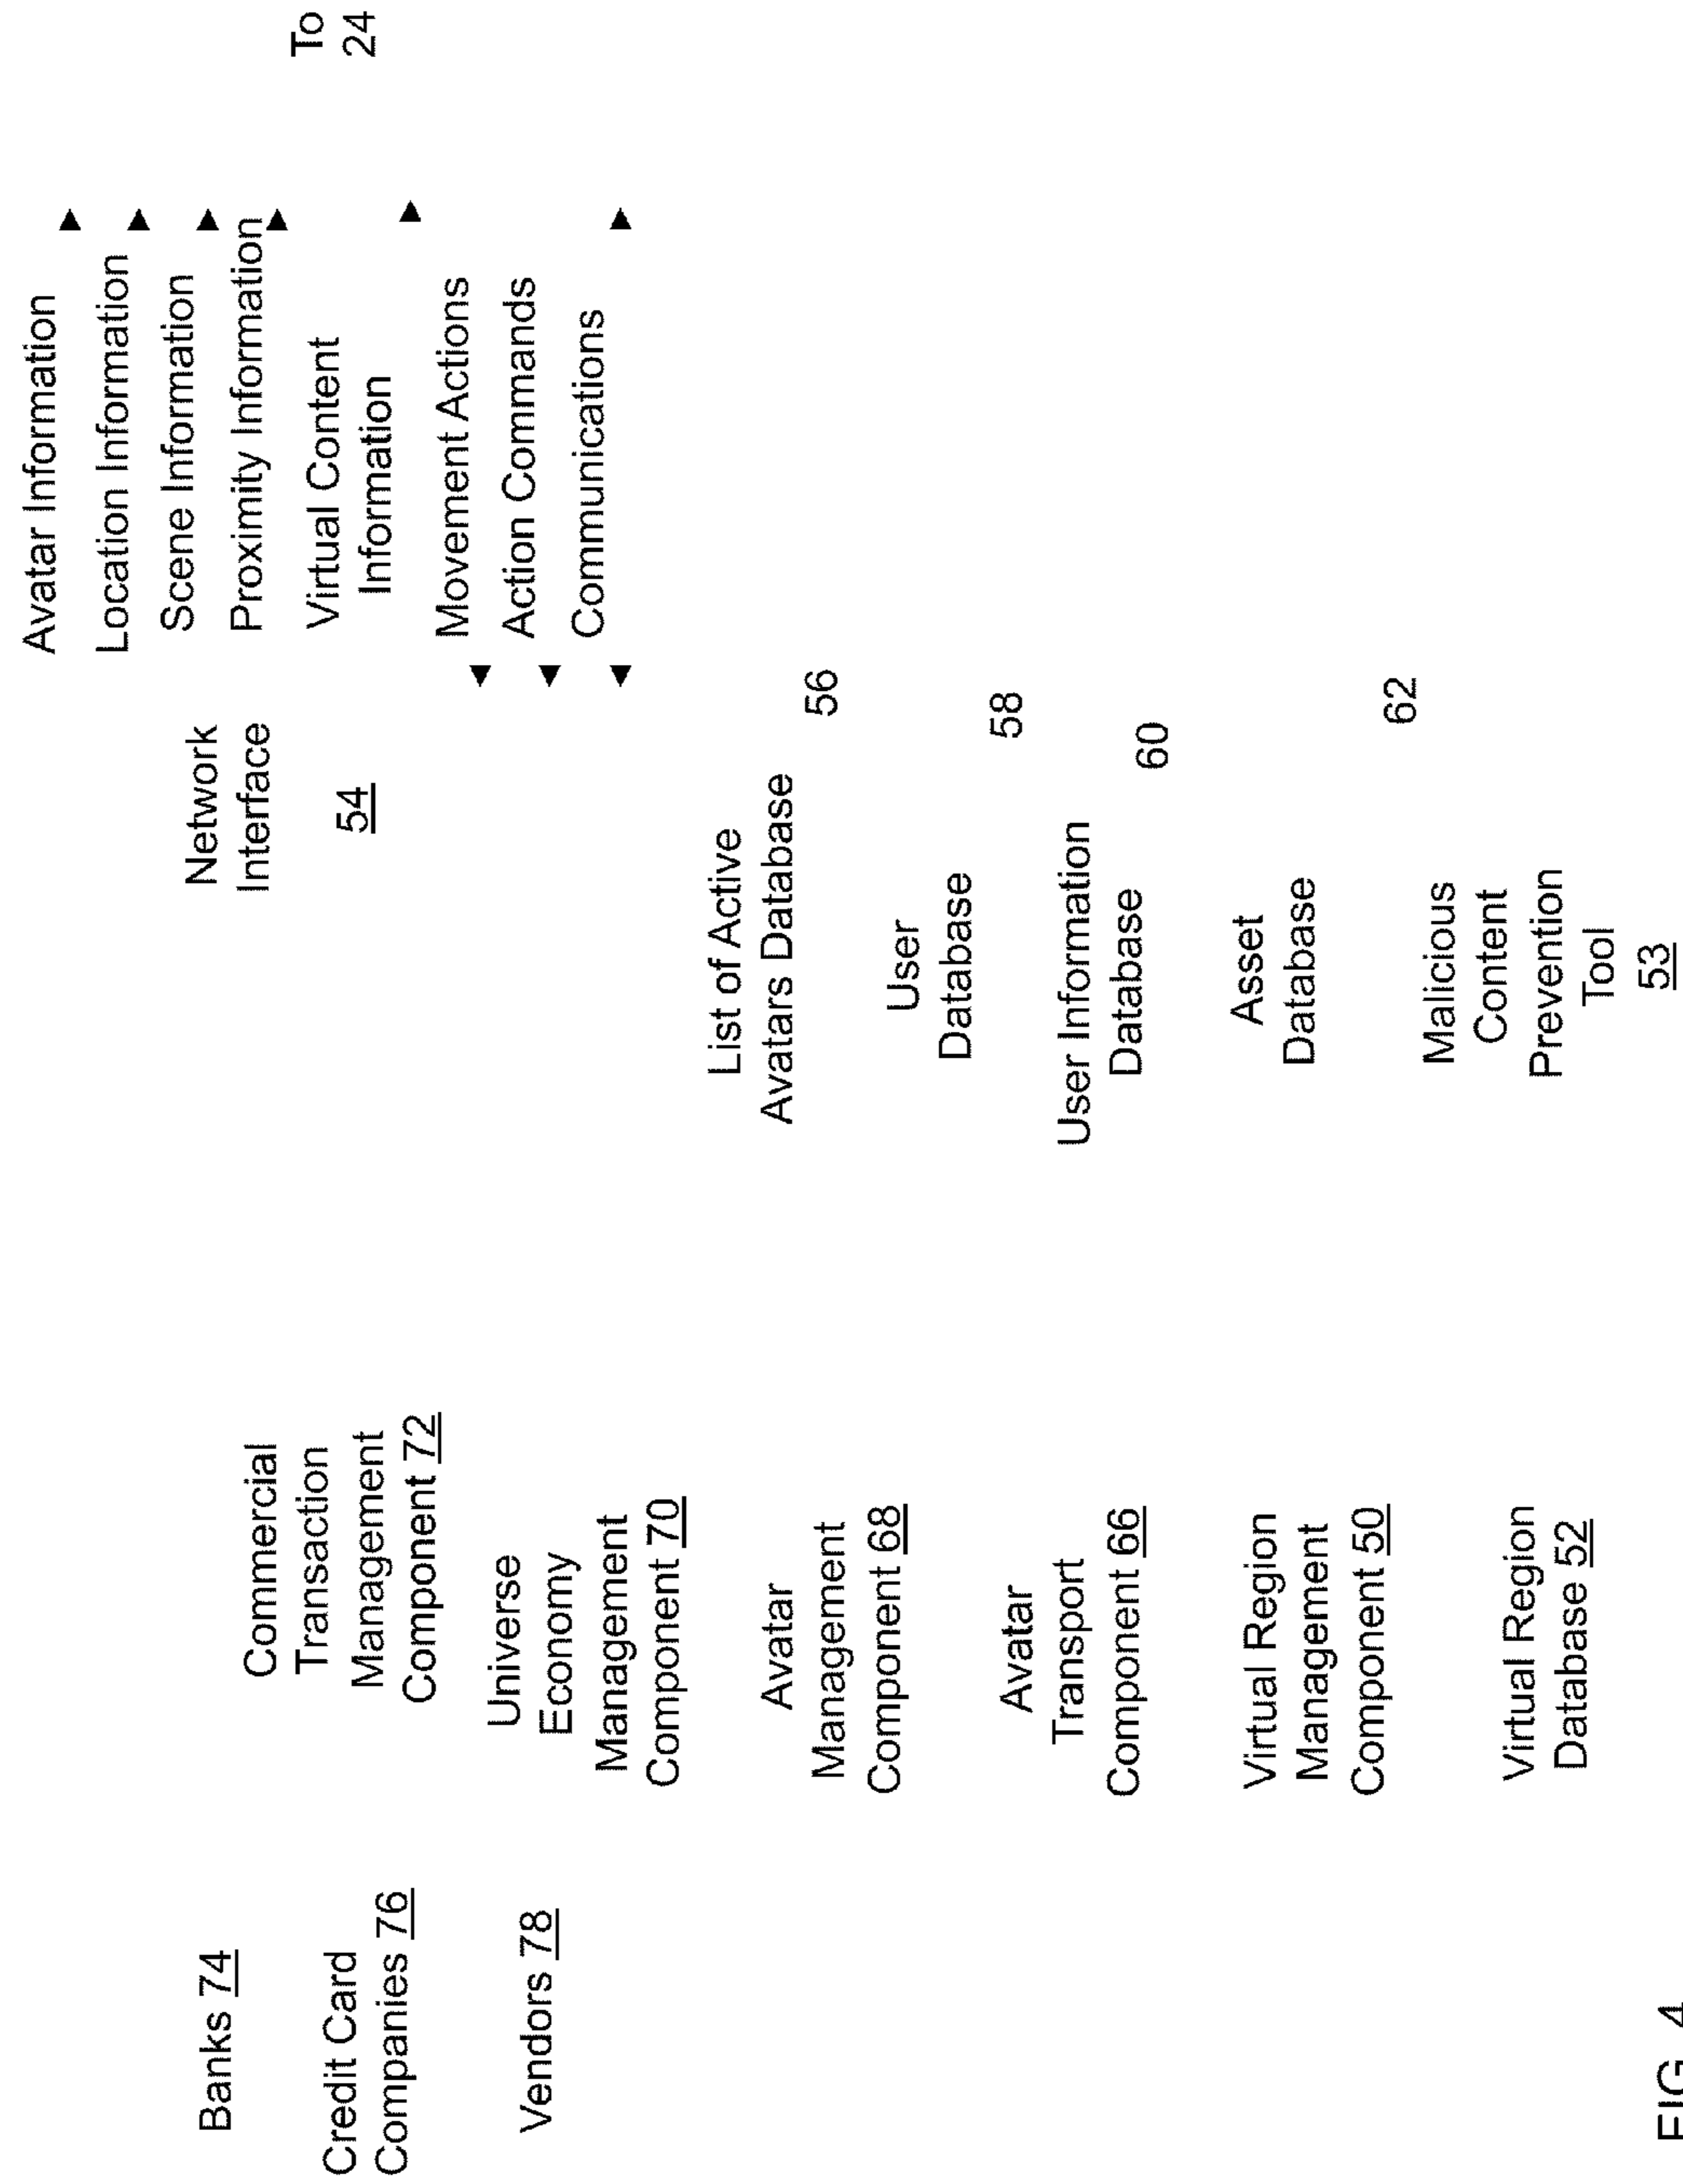 Banks 74
Credit Card
Companies 76
Vendors 78
Commercial
Transaction
Management
Component 72
Universe
Economy
Management
Component 70
Avatar
Management
Component 68
Avatar
Transport
Component 66
Virtual Region
Management
Component 50
Virtual Region
Database 52
Network
Interface
54
List of Active
Avatars Database
56
User
Database
58
User Information
Database
60
Asset
Database
62
Malicious
Content
Prevention
Tool
53
Avatar Information
Location Information
Scene Information
Proximity Information
Virtual Content
Information
Movement Actions
Action Commands
Communications
To
24
FIG. 4